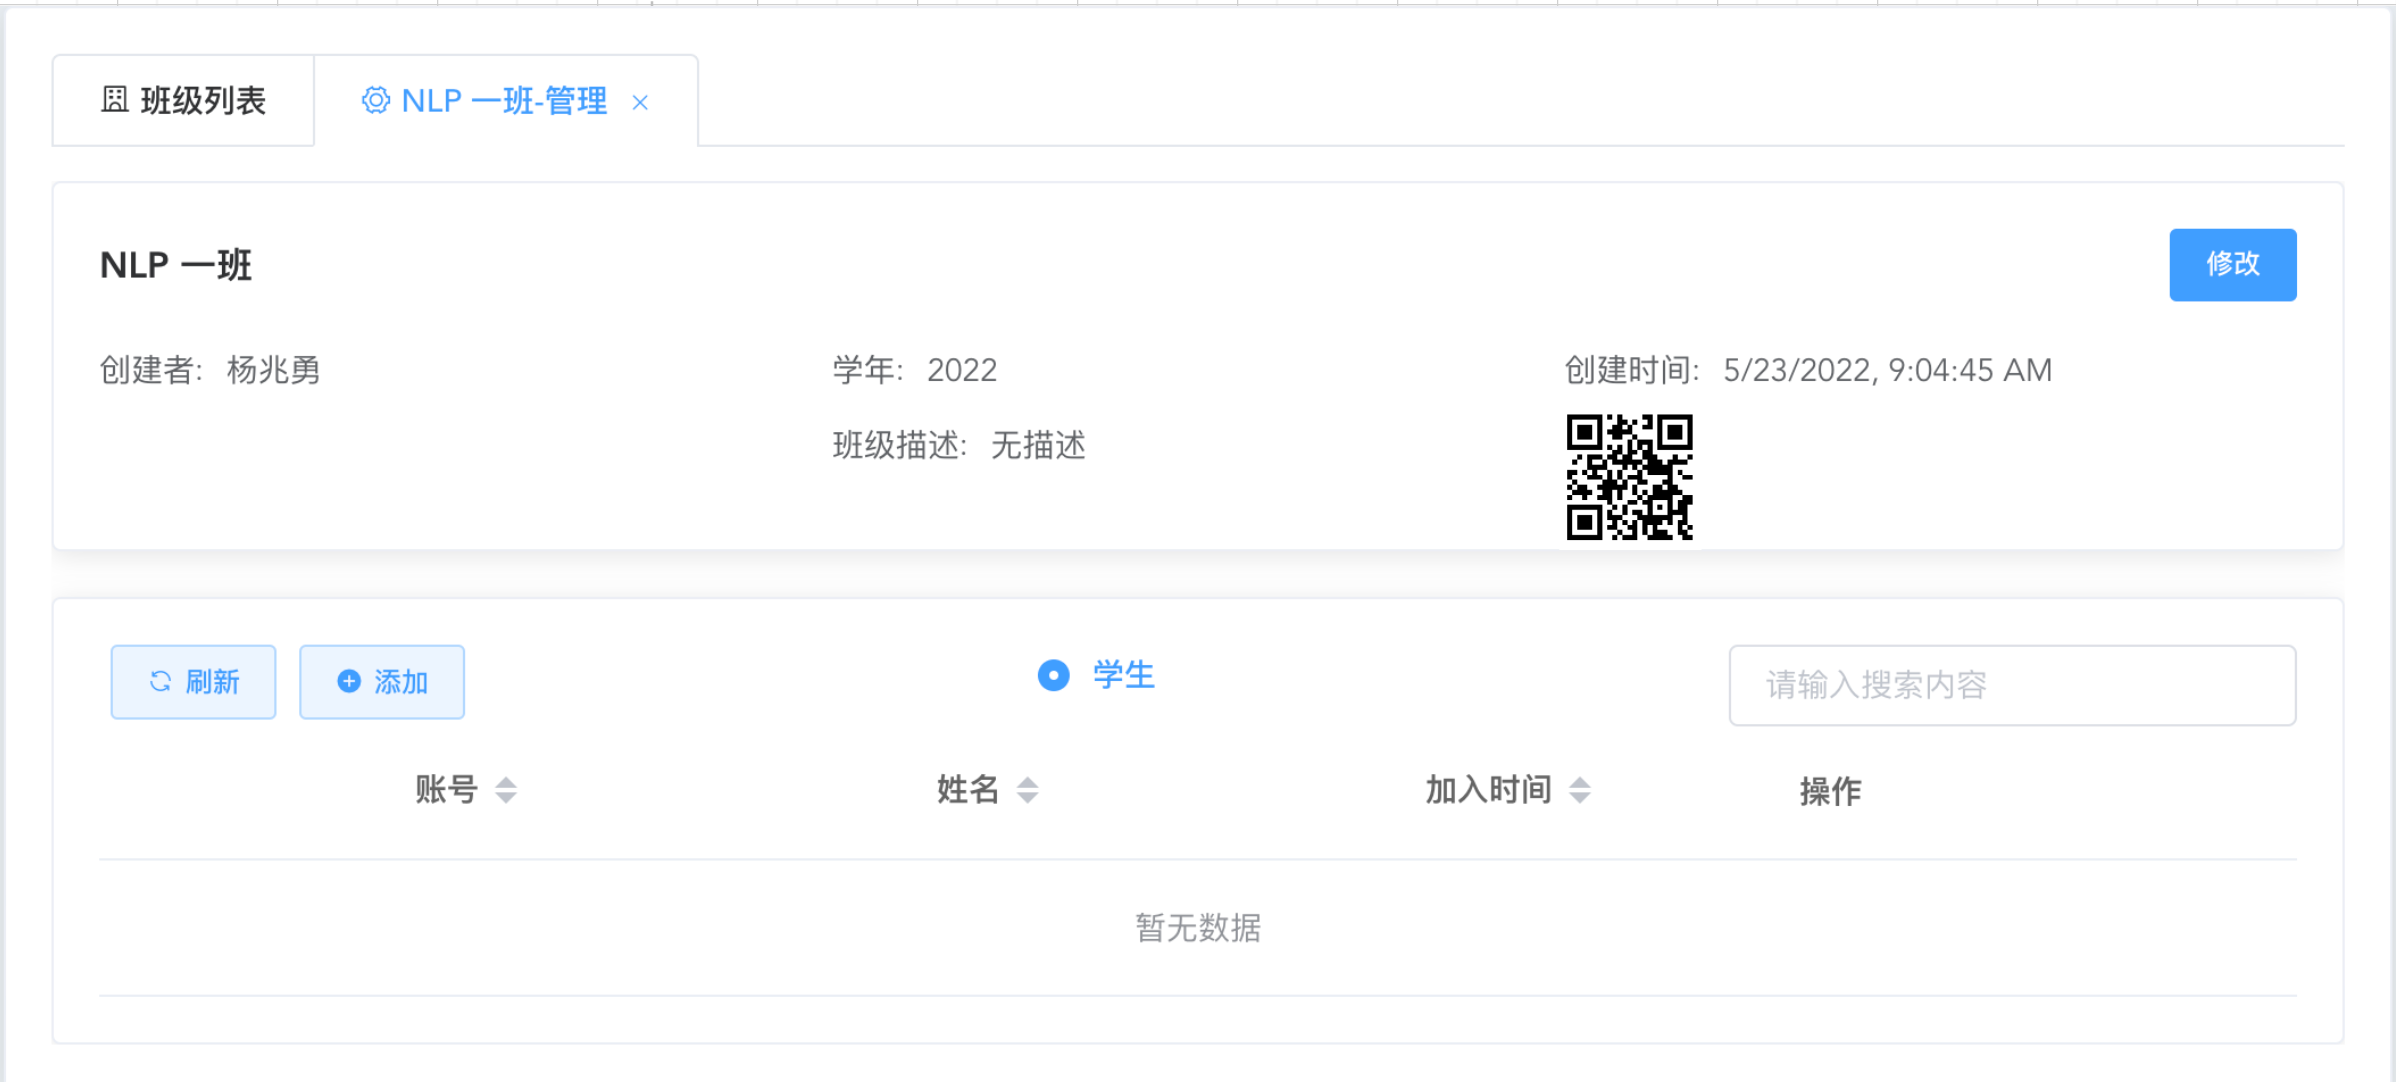 班级列表
NLP 一班-管理
NLP 一班
修改
创建者: 杨兆勇
学年: 2022
创建时间: 5/23/2022, 9:04:45 AM
班级描述: 无描述
刷新
添加
学生
请输入搜索内容
账号
姓名
加入时间
操作
暂无数据